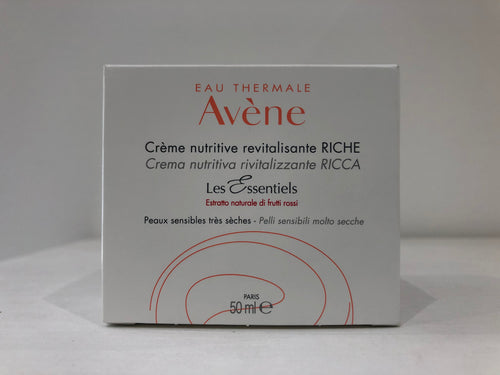 EAU THERMALE
Avène
Crème nutritive revitalisante RICHE
Crema nutritiva rivitalizzante RICCA
Les Essentiels
Estratto naturale di frutti rossi
Peaux sensibles très sèches - Pelli sensibili molto secche
PARIS
50 ml ℮